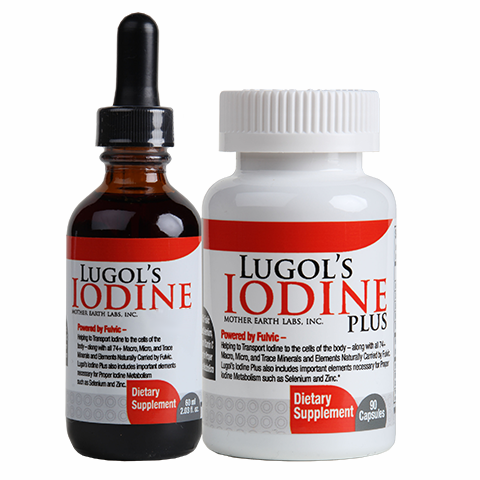 LUGOL'S
IODINE
MOTHER EARTH LABS, INC.
Powered by Fulvic –
Helping to Transport Iodine to the cells of the
body – along with all 74+ Macro, Micro, and Trace
Minerals and Elements Naturally Carried by Fulvic.
Lugol's Iodine Plus also includes important elements
necessary for Proper Iodine Metabolism
such as Selenium and Zinc.
Dietary
Supplement
60 ml
2.03 fl. oz.
LUGOL'S
IODINE
PLUS
MOTHER EARTH LABS, INC.
Powered by Fulvic –
Helping to Transport Iodine to the cells of the body – along with all 74+
Macro, Micro, and Trace Minerals and Elements Naturally Carried by Fulvic.
Lugol's Iodine Plus also includes important elements necessary for Proper
Iodine Metabolism such as Selenium and Zinc.*
Dietary
Supplement
90
Capsules